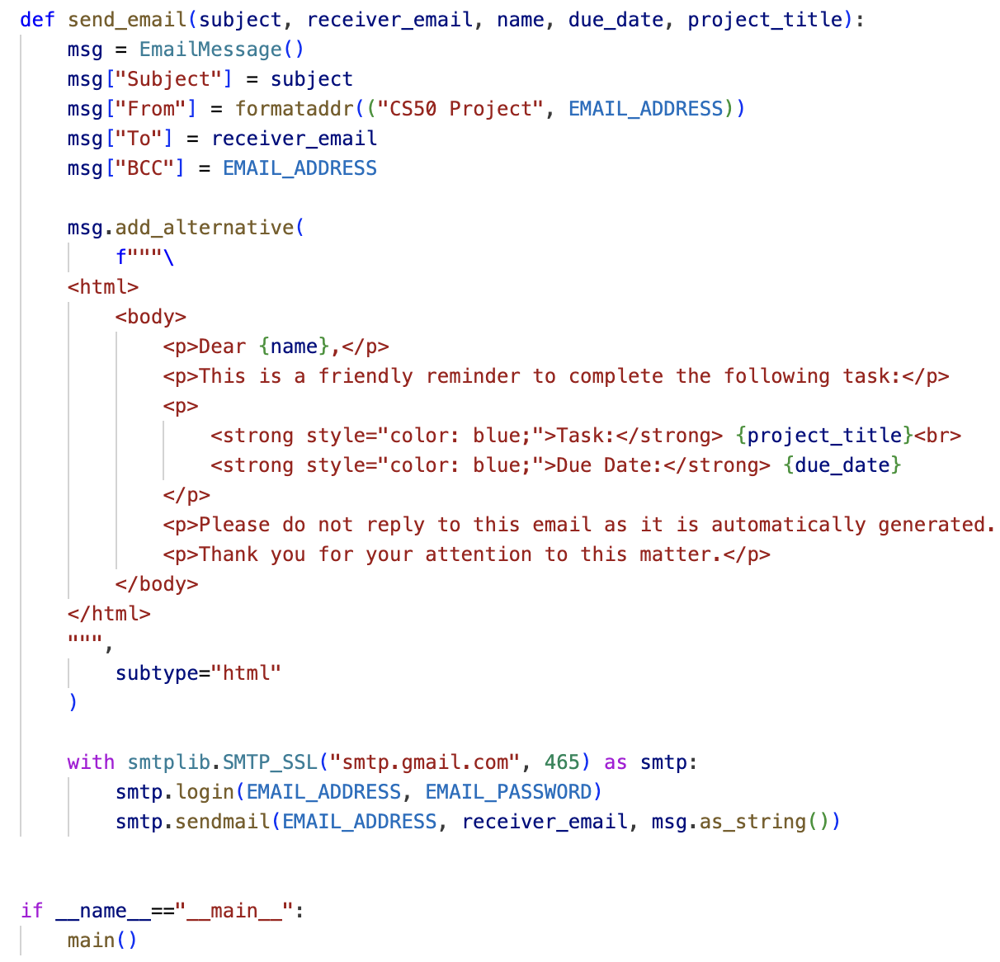 def send_email(subject, receiver_email, name, due_date, project_title):
    msg = EmailMessage()
    msg["Subject"] = subject
    msg["From"] = formataddr(("CS50 Project", EMAIL_ADDRESS))
    msg["To"] = receiver_email
    msg["BCC"] = EMAIL_ADDRESS

    msg.add_alternative(
        f"""\
    <html>
        <body>
            <p>Dear {name},</p>
            <p>This is a friendly reminder to complete the following task:</p>
            <p>
                <strong style="color: blue;">Task:</strong> {project_title}<br>
                <strong style="color: blue;">Due Date:</strong> {due_date}
            </p>
            <p>Please do not reply to this email as it is automatically generated.
            <p>Thank you for your attention to this matter.</p>
        </body>
    </html>
    """,
        subtype="html"
    )

    with smtplib.SMTP_SSL("smtp.gmail.com", 465) as smtp:
        smtp.login(EMAIL_ADDRESS, EMAIL_PASSWORD)
        smtp.sendmail(EMAIL_ADDRESS, receiver_email, msg.as_string())


if __name__=="__main__":
    main()